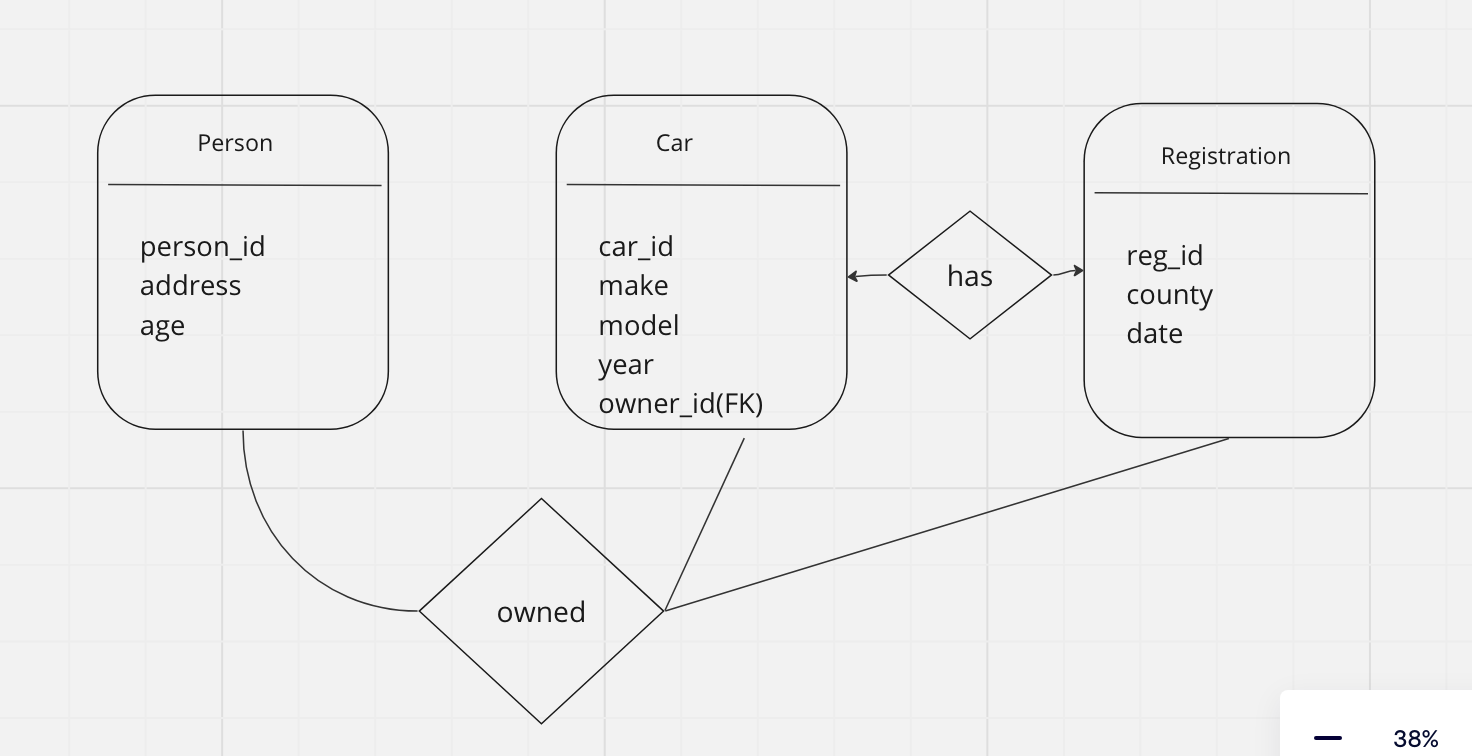 Person
person_id
address
age
Car
car_id
make
model
year
owner_id(FK)
has
Registration
reg_id
county
date
owned
38%